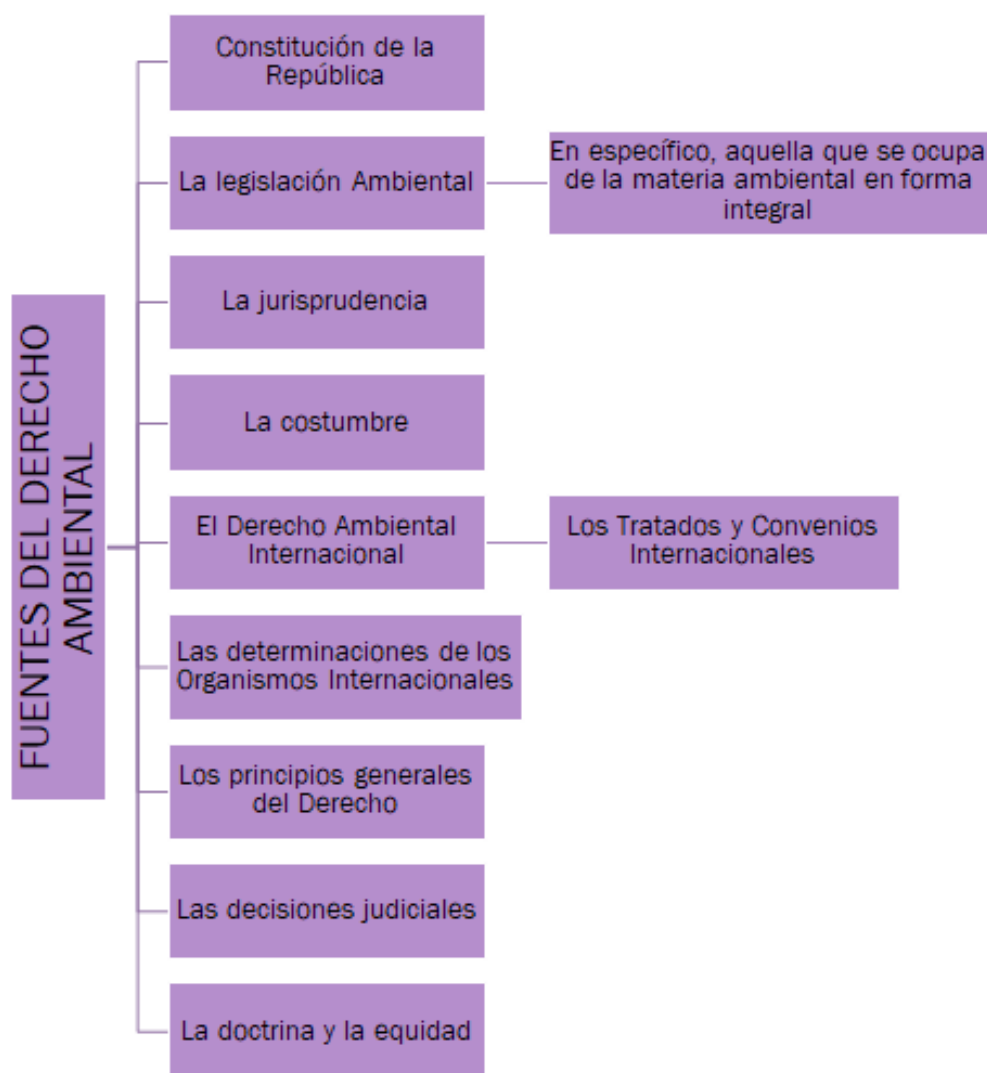 FUENTES DEL DERECHO
AMBIENTAL
Constitución de la
República
La legislación Ambiental
En específico, aquella que se ocupa
de la materia ambiental en forma
integral
La jurisprudencia
La costumbre
El Derecho Ambiental
Internacional
Los Tratados y Convenios
Internacionales
Las determinaciones de los
Organismos Internacionales
Los principios generales
del Derecho
Las decisiones judiciales
La doctrina y la equidad